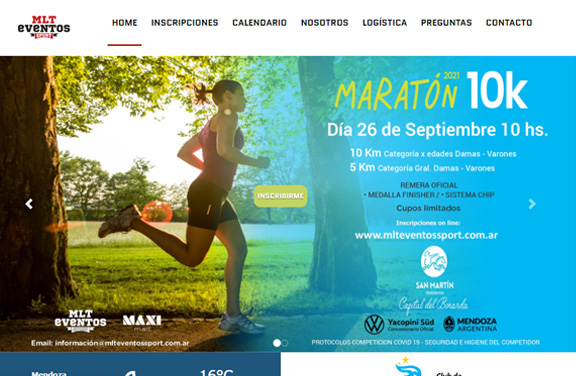 MLT
eventos
SPORT
HOME INSCRIPCIONES CALENDARIO NOSOTROS LOGÍSTICA PREGUNTAS CONTACTO
MARATÓN 2021 10k
Día 26 de Septiembre 10 hs.
10 Km Categoría x edades Damas - Varones
5 Km Categoría Gral. Damas - Varones
INSCRIBIRME
REMERA OFICIAL
• MEDALLA FINISHER / • SISTEMA CHIP
Cupos limitados
Inscripciones on line:
www.mlteventossport.com.ar
SAN MARTÍN
Capital del Bonarda
MLT
eventos
SPORT
MÁXI
mall
Yacopini Süd
Concesionario Oficial
MENDOZA
ARGENTINA
Email: información@mlteventossport.com.ar
PROTOCOLOS COMPETICION COVID 19 - SEGURIDAD E HIGIENE DEL COMPETIDOR
Mendoza
16°C
Club de